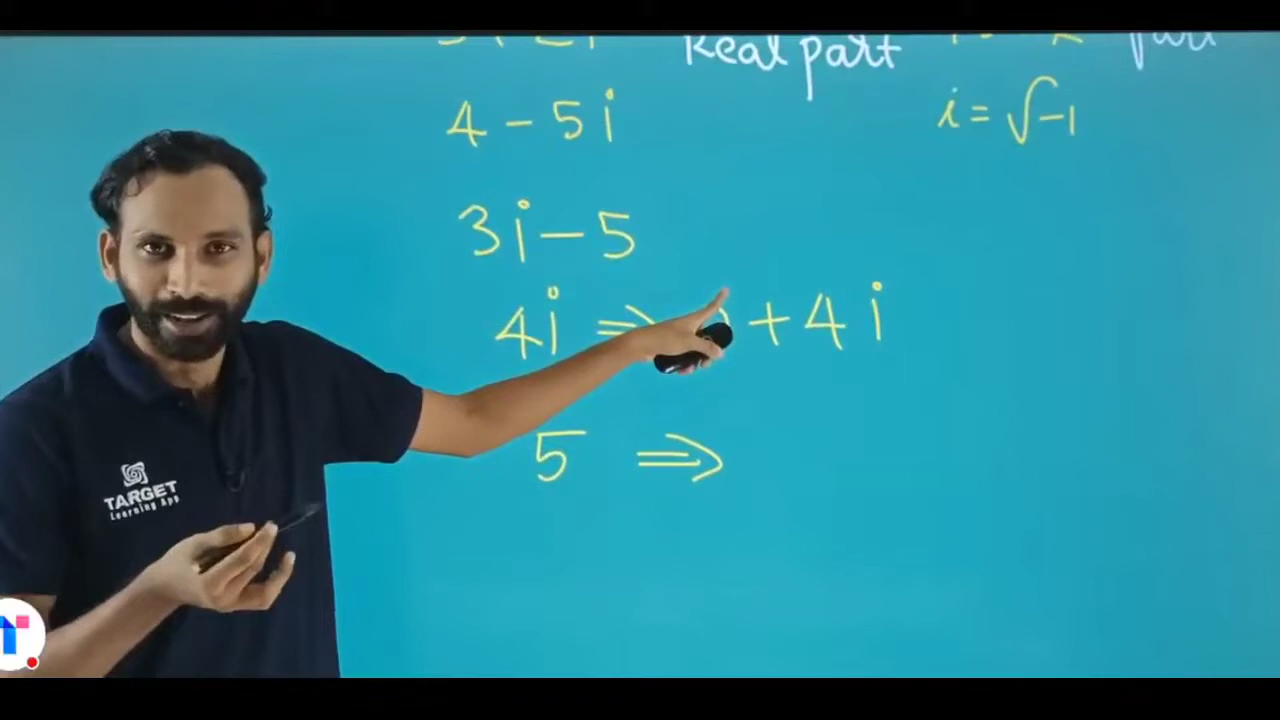 Real part
4 - 5i
i = √-1
3i - 5
4i ⇒ + 4i
5 ⇒
TARGET
Learning App